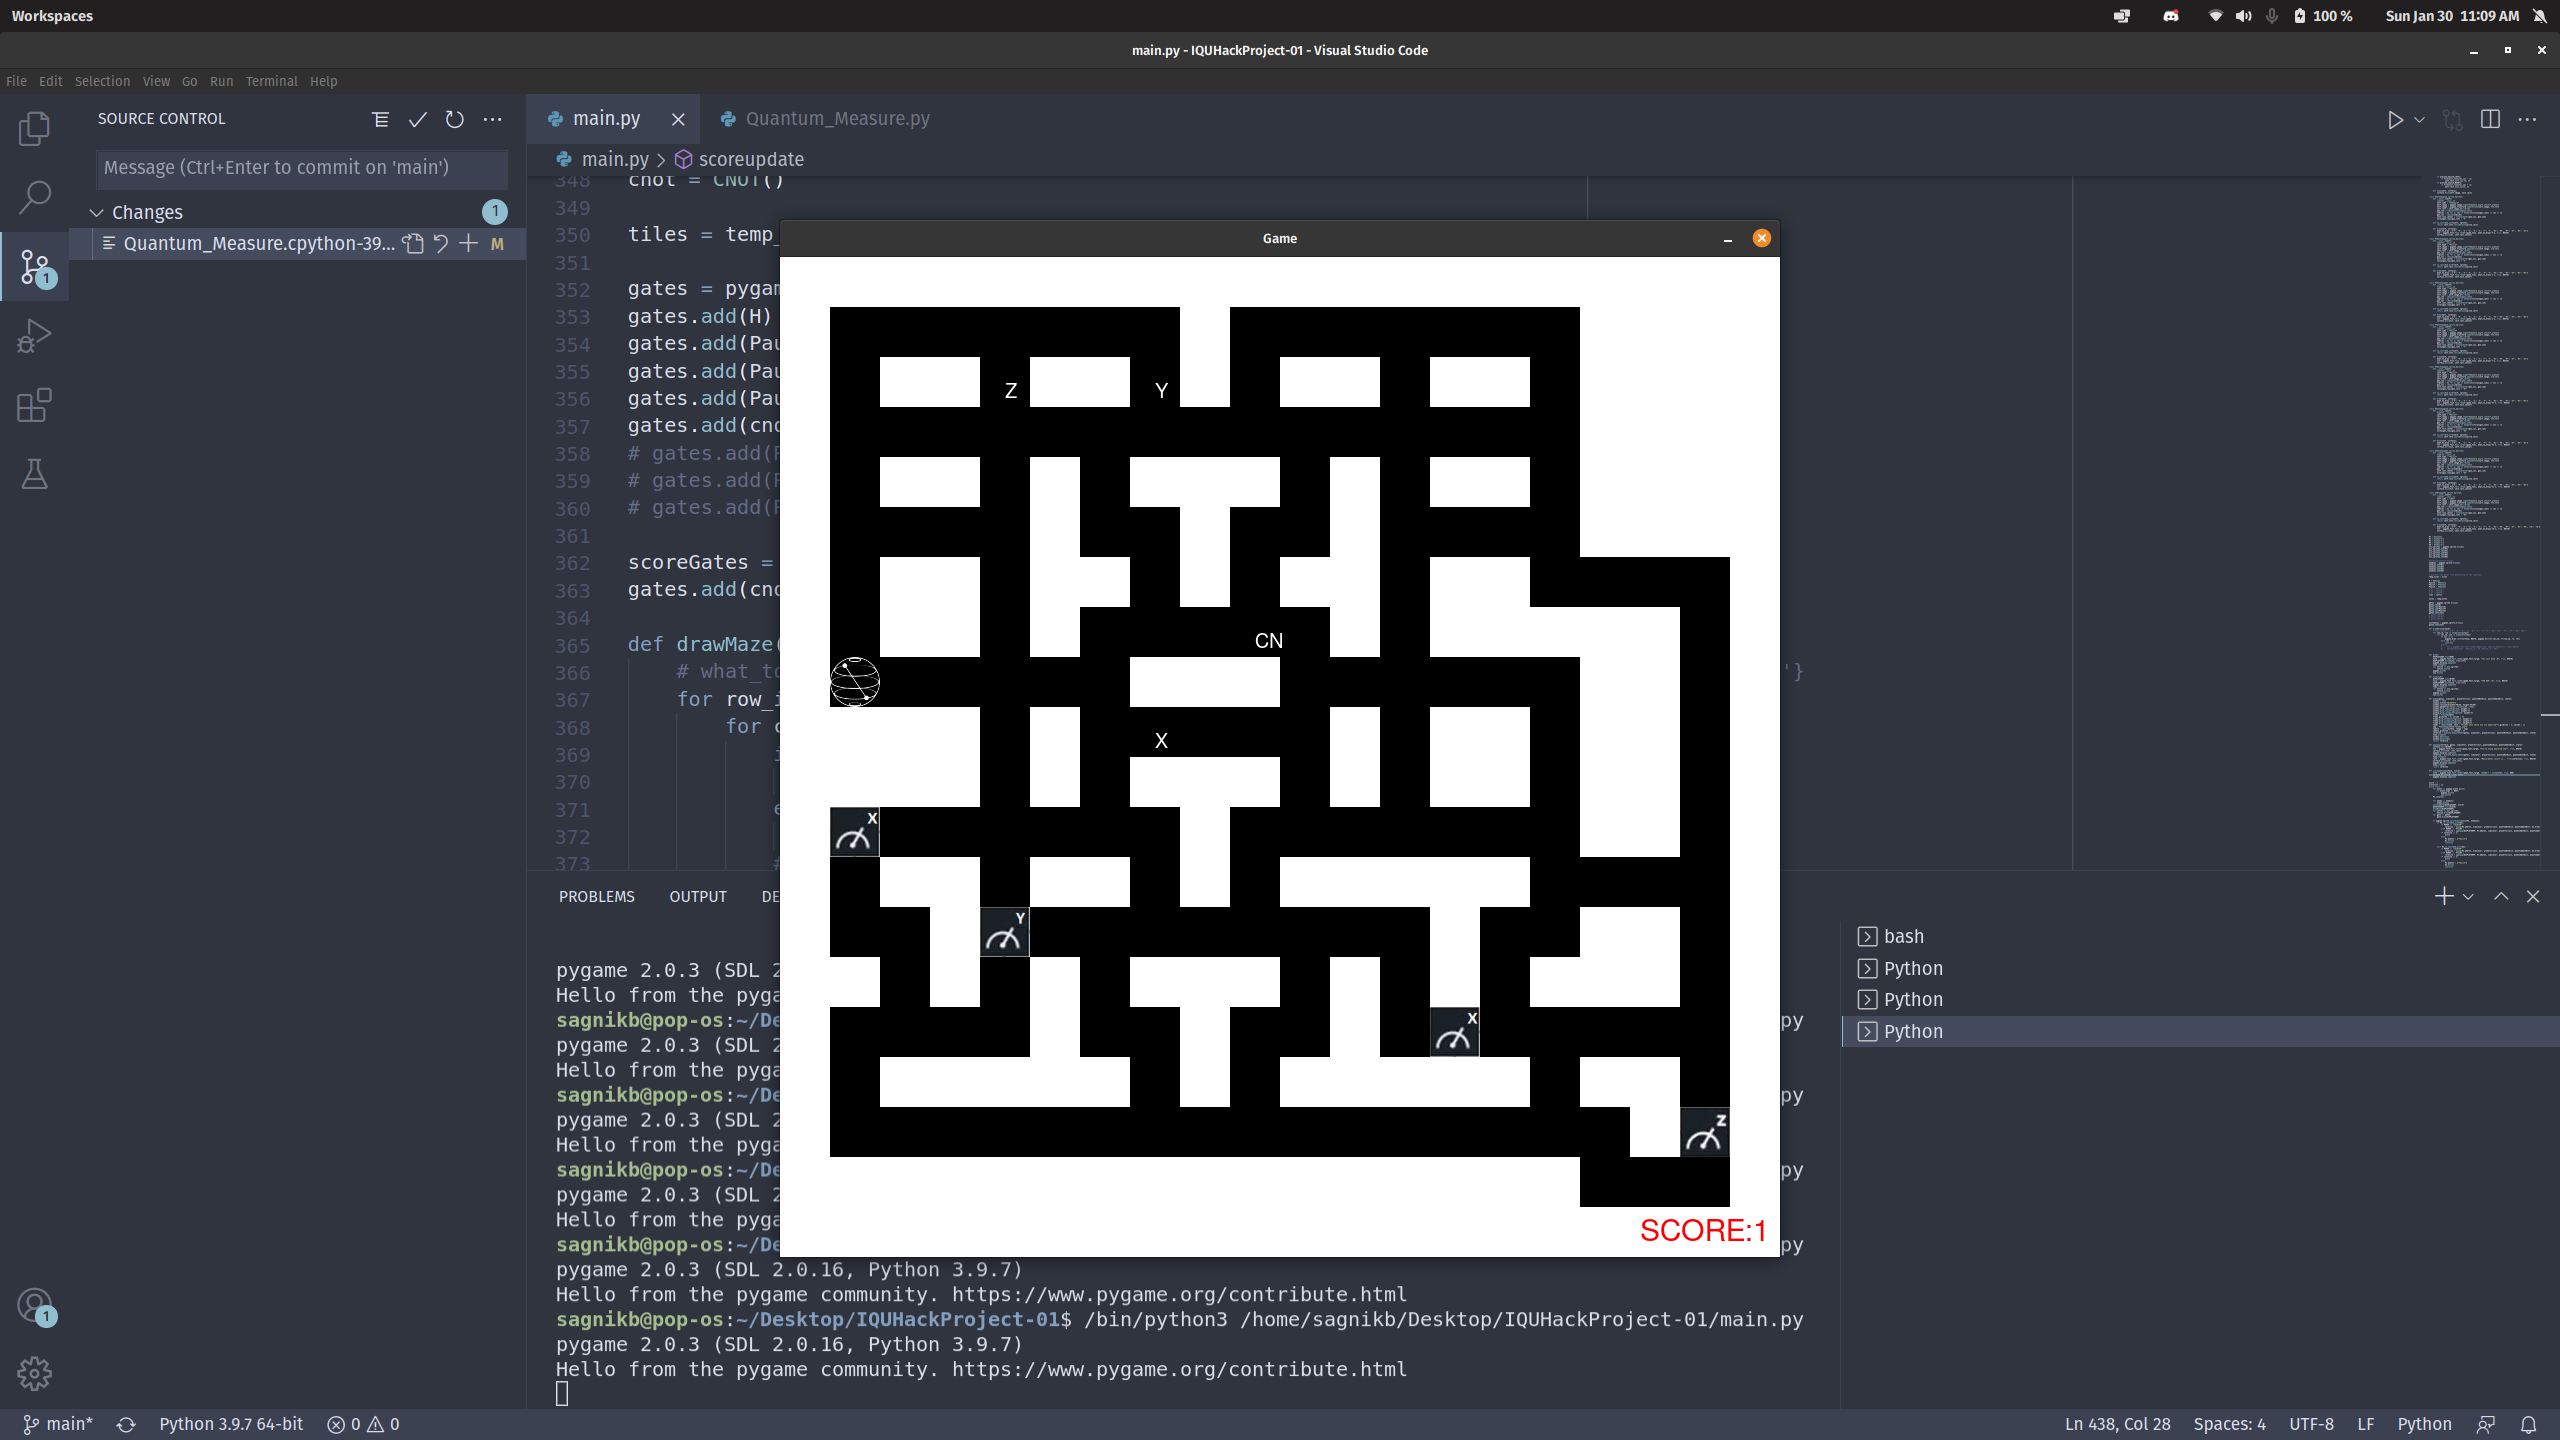 Workspaces
100 %
Sun Jan 30 11:09 AM
main.py - IQUHackProject-01 - Visual Studio Code
File Edit Selection View Go Run Terminal Help
SOURCE CONTROL
Message (Ctrl+Enter to commit on 'main')
Changes
1
Quantum_Measure.cpython-39...
M
1
main.py
Quantum_Measure.py
main.py > scoreupdate
348 cnot = CNOT()
349
350 tiles = temp_
351
352 gates = pygam
353 gates.add(H)
354 gates.add(Pau
355 gates.add(Pau
356 gates.add(Pau
357 gates.add(cno
358 # gates.add(
359 # gates.add(
360 # gates.add(
361
362 scoreGates =
363 gates.add(cno
364
365 def drawMaze(
366 # what_to
'}
367 for row_i
368 for c
369 i
370
371 e
372
373 #
Game
Z
Y
CN
X
X
Y
X
Z
SCORE:1
PROBLEMS OUTPUT DE
bash
Python
Python
Python
pygame 2.0.3 (SDL 2
Hello from the pyga
sagnikb@pop-os:~/De
py
pygame 2.0.3 (SDL 2
Hello from the pyga
sagnikb@pop-os:~/De
py
pygame 2.0.3 (SDL 2
Hello from the pyga
sagnikb@pop-os:~/De
py
pygame 2.0.3 (SDL 2
Hello from the pyga
sagnikb@pop-os:~/De
py
pygame 2.0.3 (SDL 2.0.16, Python 3.9.7)
Hello from the pygame community. https://www.pygame.org/contribute.html
sagnikb@pop-os:~/Desktop/IQUHackProject-01$ /bin/python3 /home/sagnikb/Desktop/IQUHackProject-01/main.py
pygame 2.0.3 (SDL 2.0.16, Python 3.9.7)
Hello from the pygame community. https://www.pygame.org/contribute.html
1
main*
Python 3.9.7 64-bit
0
0
Ln 438, Col 28
Spaces: 4
UTF-8
LF
Python